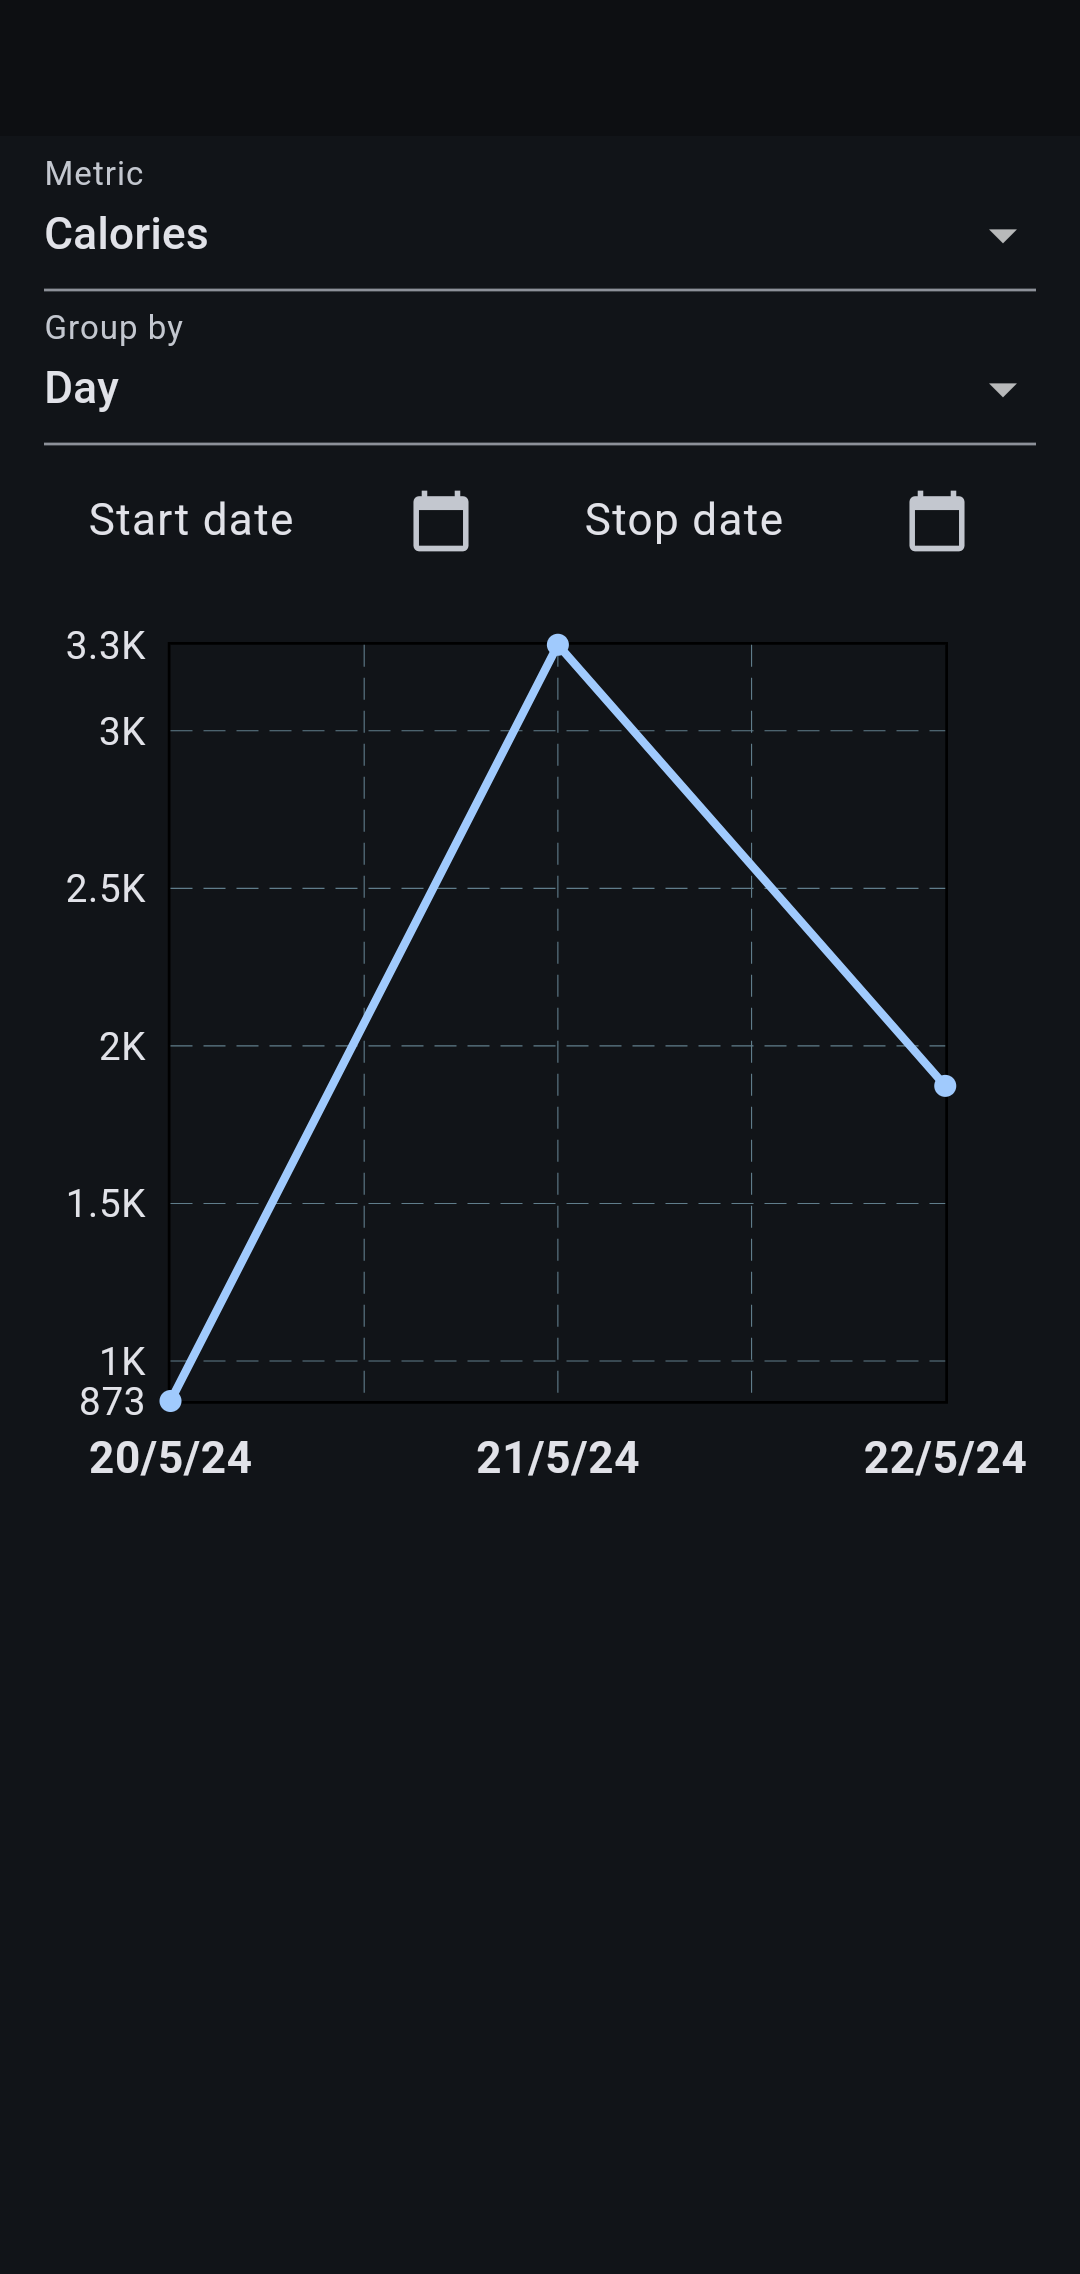 Metric
Calories
Group by
Day
Start date
Stop date
3.3K
3K
2.5K
2K
1.5K
1K
873
20/5/24 21/5/24 22/5/24